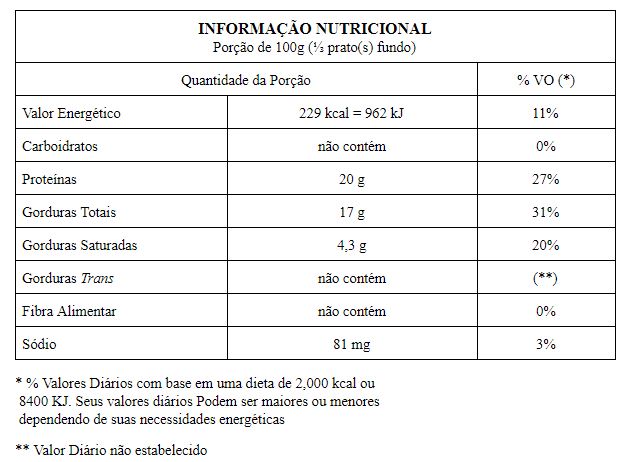 INFORMAÇÃO NUTRICIONAL
Porção de 100g (⅓ prato(s) fundo)
Quantidade da Porção % VO (*)
Valor Energético 229 kcal = 962 kJ 11%
Carboidratos não contém 0%
Proteínas 20 g 27%
Gorduras Totais 17 g 31%
Gorduras Saturadas 4,3 g 20%
Gorduras Trans não contém (**)
Fibra Alimentar não contém 0%
Sódio 81 mg 3%
* % Valores Diários com base em uma dieta de 2,000 kcal ou
8400 KJ. Seus valores diários Podem ser maiores ou menores
dependendo de suas necessidades energéticas
** Valor Diário não estabelecido